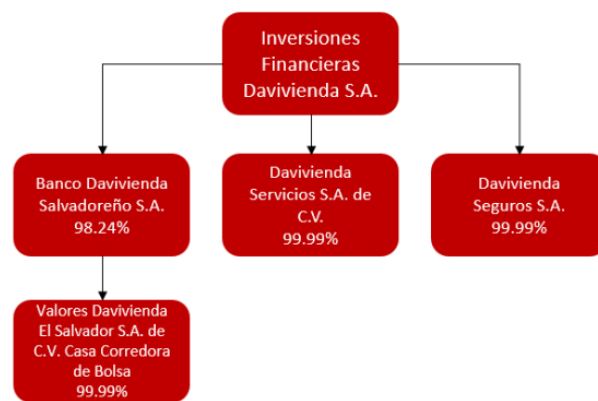 Inversiones
Financieras
Davivienda S.A.
Banco Davivienda
Salvadoreño S.A.
98.24%
Davivienda
Servicios S.A. de
C.V.
99.99%
Davivienda
Seguros S.A.
99.99%
Valores Davivienda
El Salvador S.A. de
C.V. Casa Corredora
de Bolsa
99.99%